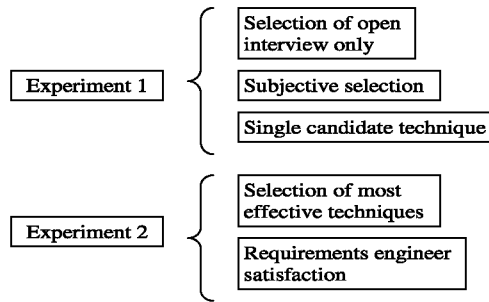 Selection of open
interview only
Experiment 1
Subjective selection
Single candidate technique
Selection of most
effective techniques
Experiment 2
Requirements engineer
satisfaction